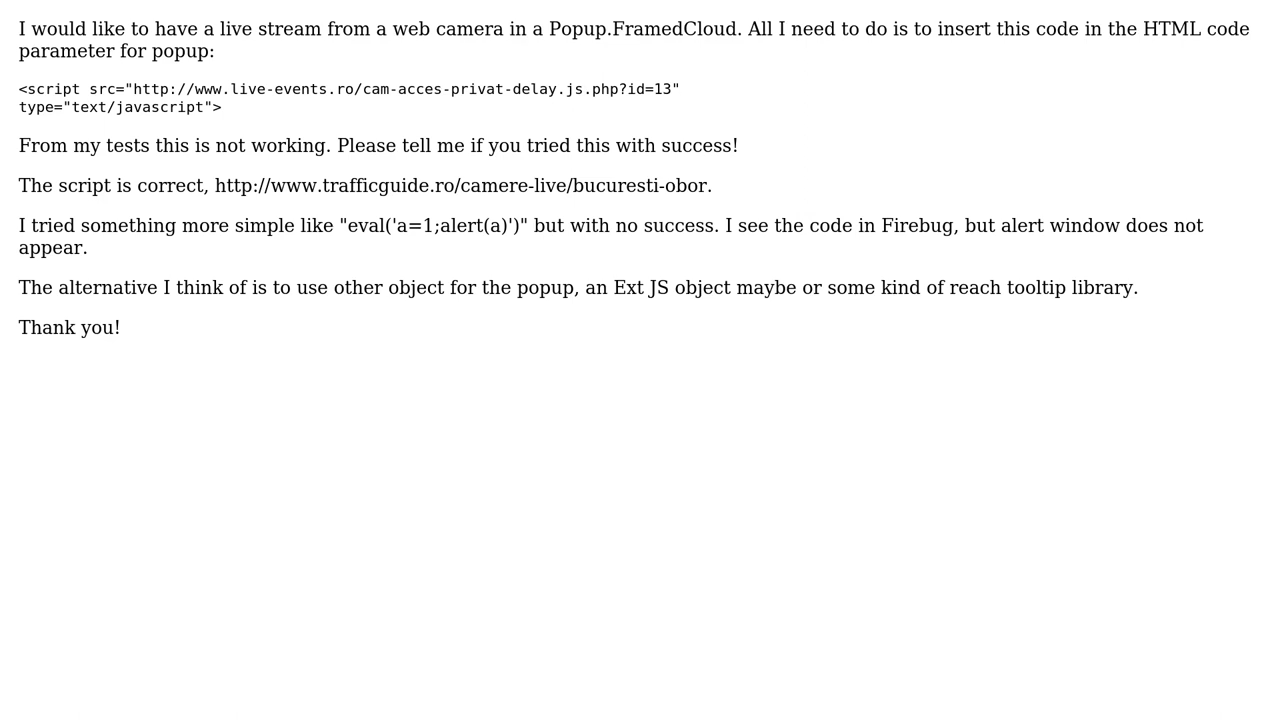 I would like to have a live stream from a web camera in a Popup.FramedCloud. All I need to do is to insert this code in the HTML code
parameter for popup:
<script src="http://www.live-events.ro/cam-acces-privat-delay.js.php?id=13"
type="text/javascript">
From my tests this is not working. Please tell me if you tried this with success!
The script is correct, http://www.trafficguide.ro/camere-live/bucuresti-obor.
I tried something more simple like "eval('a=1;alert(a)')" but with no success. I see the code in Firebug, but alert window does not
appear.
The alternative I think of is to use other object for the popup, an Ext JS object maybe or some kind of reach tooltip library.
Thank you!